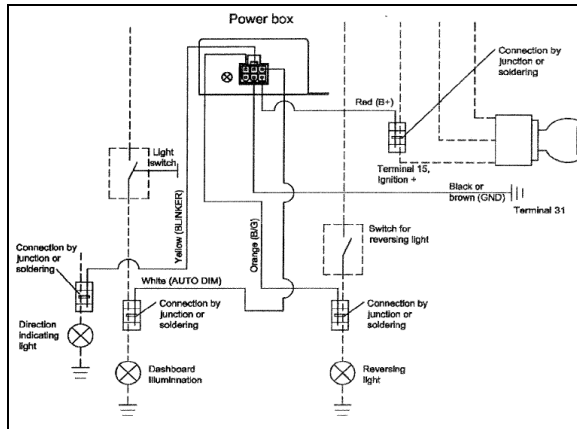 Power box
Connection by
junction or
soldering
Red (B+)
Light
switch
Terminal 15,
Ignition +
Black or
brown (GND)
Terminal 31
Yellow (BLINKER)
Orange (B/G)
Switch for
reversing light
Connection by
junction or
soldering
White (AUTO DIM)
Connection by
junction or
soldering
Connection by
junction or
soldering
Direction
indicating
light
Dashboard
Illumination
Reversing
light